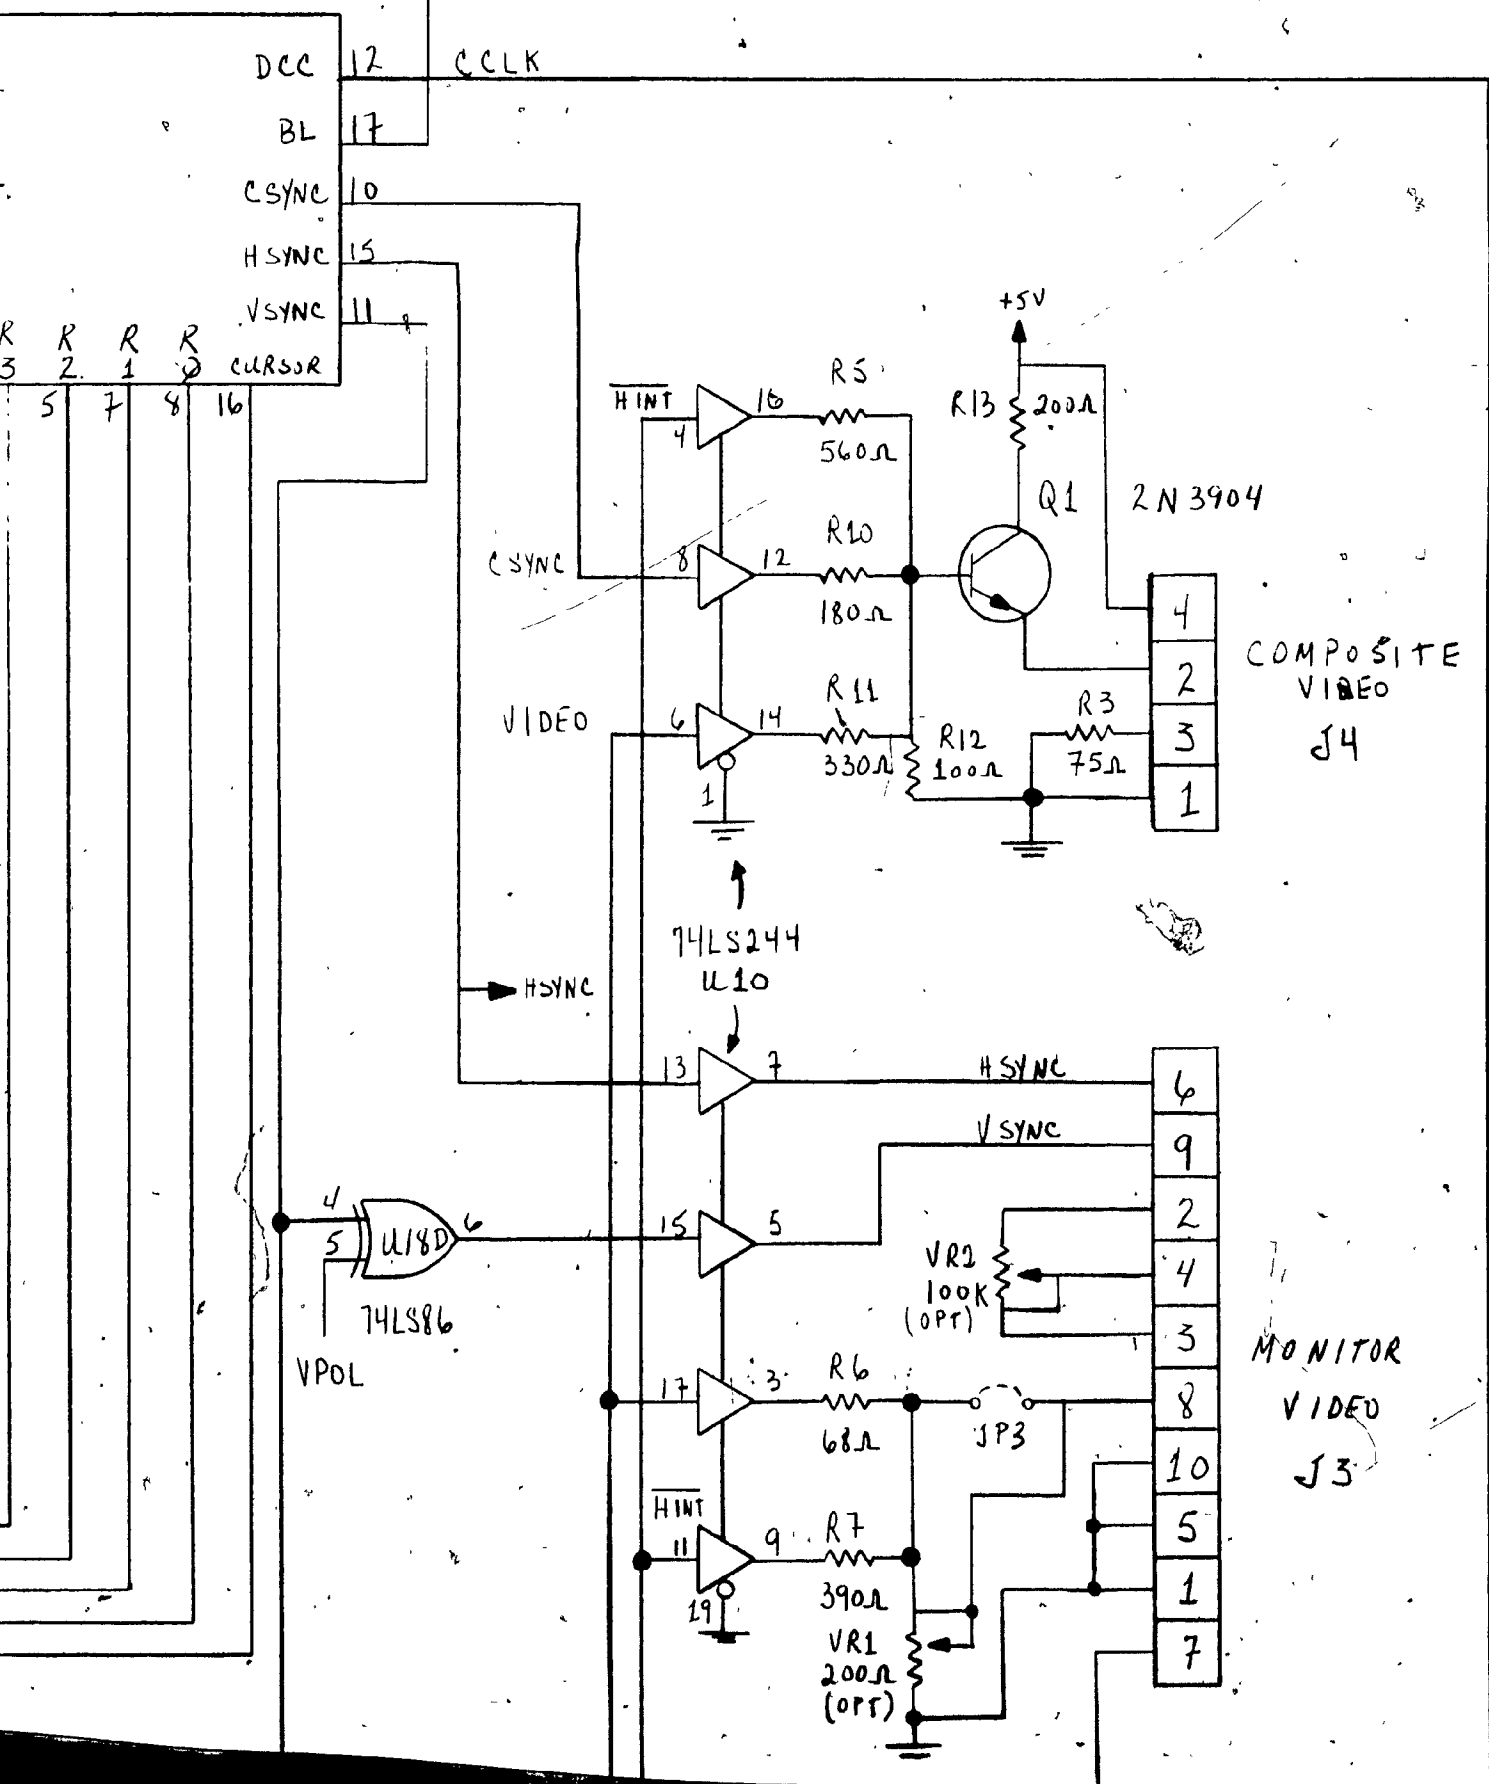 DCC 12 CCLK
BL 17
CSYNC 10
HSYNC 15
VSYNC 11
R R R R
3 2 1 0 CURSOR
5 7 8 16
+5V
HINT 4 16 R5
560Ω
R13 200Ω
Q1 2N3904
CSYNC 8 12 R10
180Ω
VIDEO 6 14 R11
330Ω
R12
100Ω
R3
75Ω
1
4
2
3
1
COMPOSITE
VIDEO
J4
74LS244
U10
HSYNC
13 7 HSYNC 6
VSYNC 9
4
5 U18D 6
74LS86
VPOL
15 5
2
VR2
100K
(OPT)
4
3
17 3 R6
68Ω
JP3 8
MONITOR
VIDEO
J3
10
5
1
7
HINT
11 9 R7
390Ω
19
VR1
200Ω
(OPT)